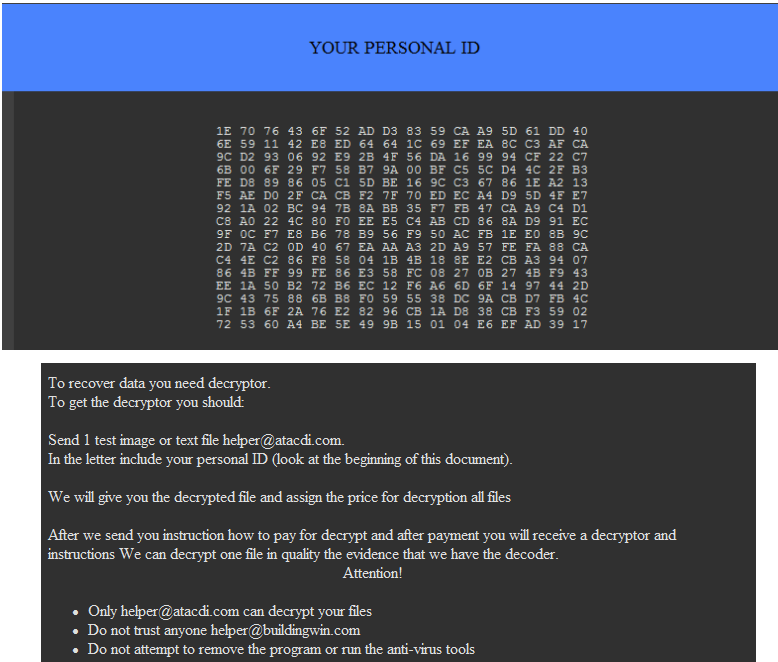 YOUR PERSONAL ID
1E 70 76 43 6F 52 AD D3 83 59 CA A9 5D 61 DD 40
6E 59 11 42 E8 ED 64 64 1C 69 EF EA 8C C3 AF CA
9C D2 93 06 92 E9 2B 4F 56 DA 16 99 94 CF 22 C7
6B 00 6F 29 F7 58 B7 9A 00 BF C5 5C D4 4C 2F B3
FE D8 89 86 05 C1 5D BE 16 9C C3 67 86 1E A2 13
F5 AE D0 2F CA CB F2 7F 70 ED EC A4 D9 5D 4F E7
92 1A 02 BC 94 7B 8A BB 35 F7 FB 47 CA A9 C4 D1
C8 A0 22 4C 80 F0 EE E5 C4 AB CD 86 8A D9 91 EC
9F 0C F7 E8 B6 78 B9 56 F9 50 AC FB 1E E0 8B 9C
2D 7A C2 0D 40 67 EA AA A3 2D A9 57 FE FA 88 CA
C4 4E C2 86 F8 58 04 1B 4B 18 8E E2 CB A3 94 07
86 4B FF 99 FE 86 E3 58 FC 08 27 0B 27 4B F9 43
EE 1A 50 B2 72 B6 EC 12 F6 A6 6D 6F 14 97 44 2D
9C 43 75 88 6B B8 F0 59 55 38 DC 9A CB D7 FB 4C
1F 1B 6F 2A 76 E2 82 96 CB 1A D8 38 CB F3 59 02
72 53 60 A4 BE 5E 49 9B 15 01 04 E6 EF AD 39 17
To recover data you need decryptor.
To get the decryptor you should:
Send 1 test image or text file helper@atacdi.com.
In the letter include your personal ID (look at the beginning of this document).
We will give you the decrypted file and assign the price for decryption all files
After we send you instruction how to pay for decrypt and after payment you will receive a decryptor and
instructions We can decrypt one file in quality the evidence that we have the decoder.
Attention!
• Only helper@atacdi.com can decrypt your files
• Do not trust anyone helper@buildingwin.com
• Do not attempt to remove the program or run the anti-virus tools